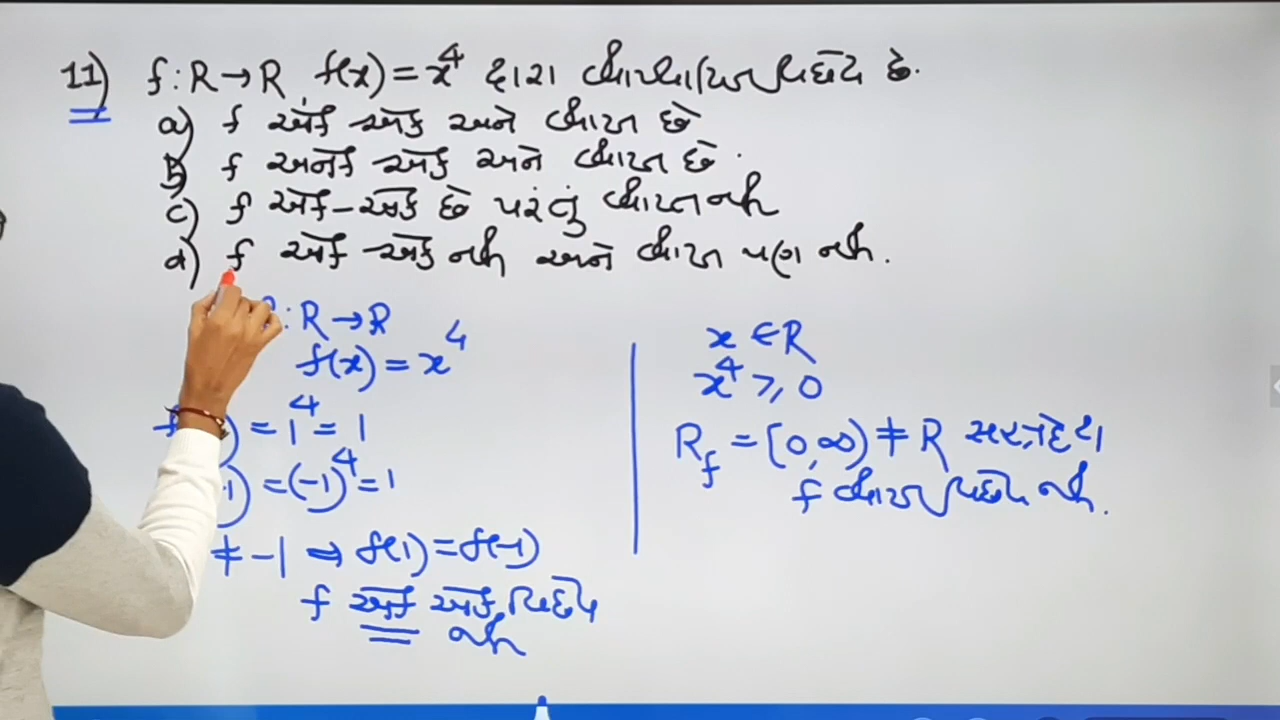 11) f : R → R f(x) = x⁴ દ્વારા વ્યાખ્યાયિત વિધેય છે.
a) f એક એક અને વ્યાપ્ત છે
b) f અનેક એક અને વ્યાપ્ત છે.
c) f એક-એક છે પરંતુ વ્યાપ્ત નથી
d) f એક એક નથી અને વ્યાપ્ત પણ નથી.
: R → R
f(x) = x⁴
) = 1⁴ = 1
1) = (-1)⁴ = 1
≠ -1 ⇒ f(1) = f(-1)
f એક એક વિધેય
નથી
x ∈ R
x⁴ ⩾ 0
R_f = [0, ∞) ≠ R સહપ્રદેશ
f વ્યાપ્ત વિધેય નથી.